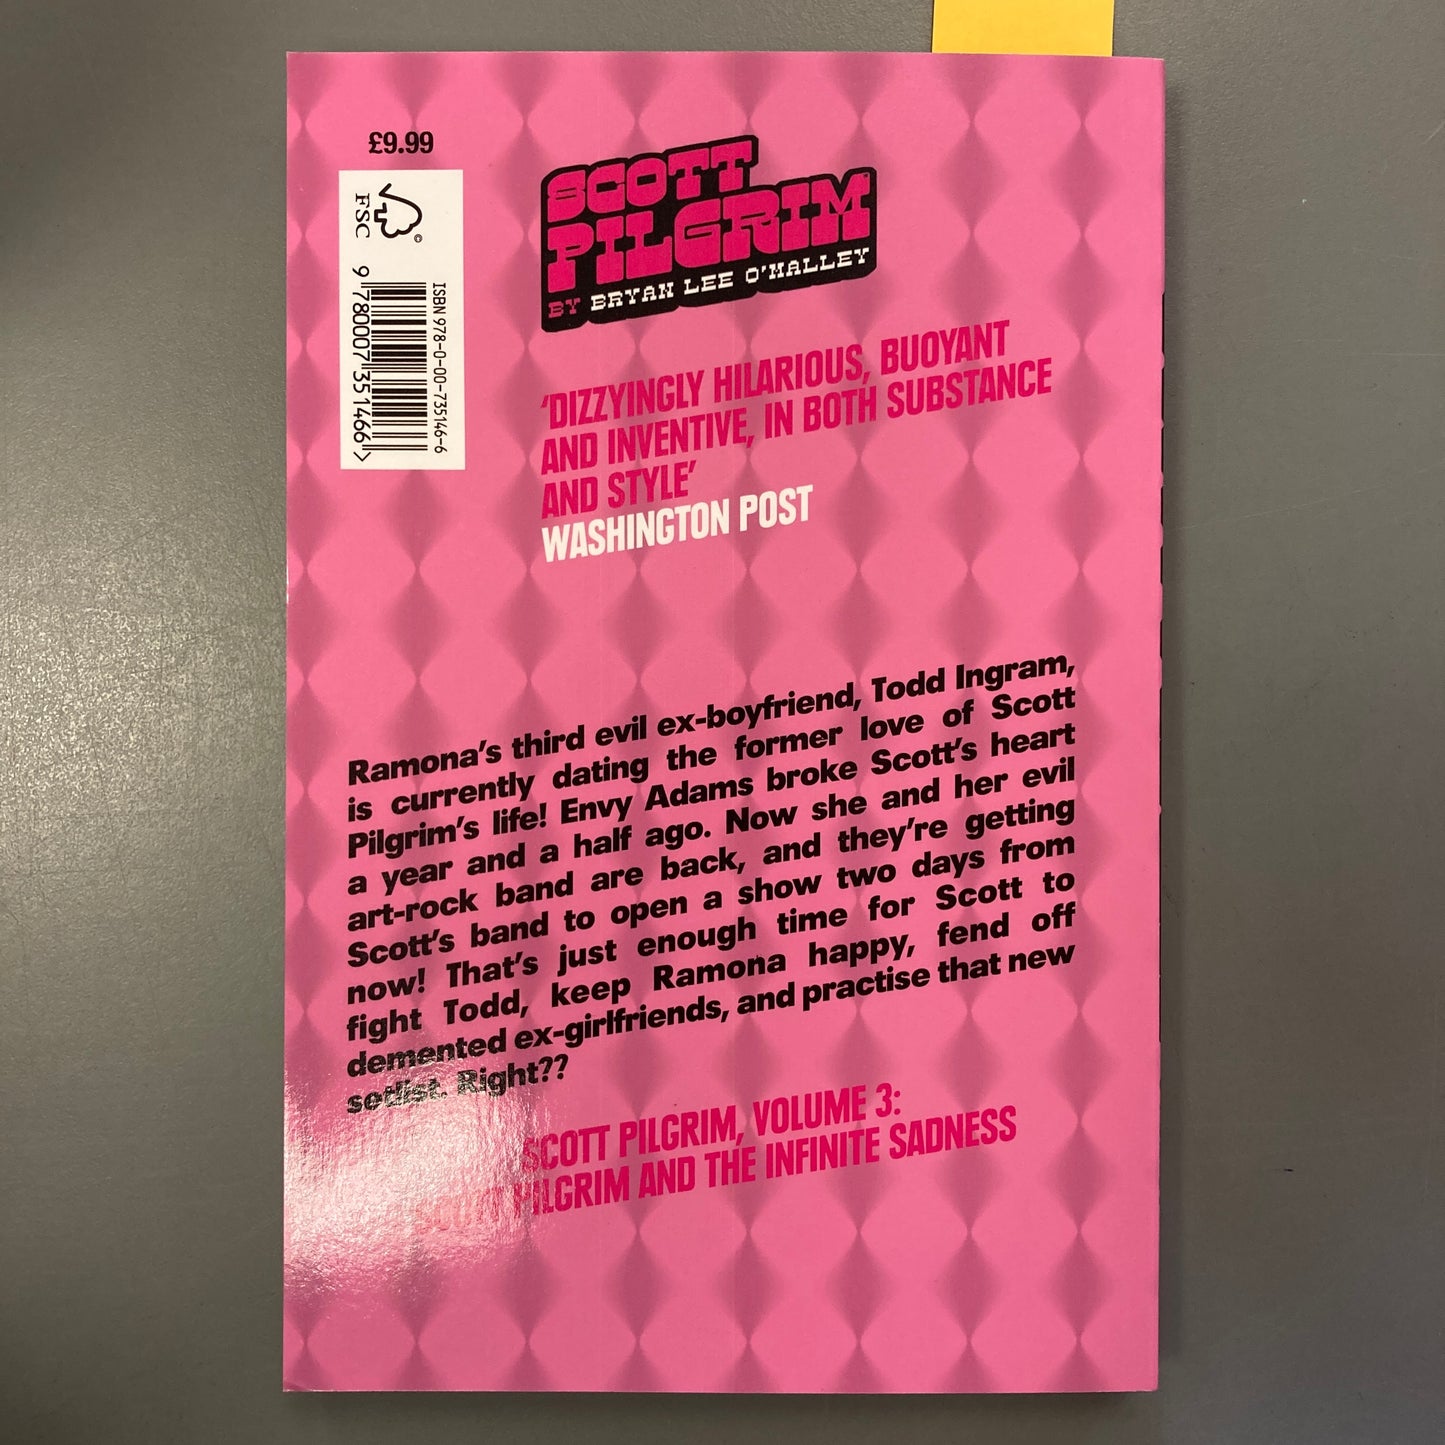 £9.99
FSC
©
ISBN 978-0-00-735146-6
9 780007 351466 >
SCOTT
PILGRIM
BY BRYAN LEE O'MALLEY
'DIZZYINGLY HILARIOUS, BUOYANT
AND INVENTIVE, IN BOTH SUBSTANCE
AND STYLE'
WASHINGTON POST
Ramona's third evil ex-boyfriend, Todd Ingram,
is currently dating the former love of Scott
Pilgrim's life! Envy Adams broke Scott's heart
a year and a half ago. Now she and her evil
art-rock band are back, and they're getting
Scott's band to open a show two days from
now! That's just enough time for Scott to
fight Todd, keep Ramona happy, fend off
demented ex-girlfriends, and practise that new
setlist. Right??
SCOTT PILGRIM, VOLUME 3:
SCOTT PILGRIM AND THE INFINITE SADNESS